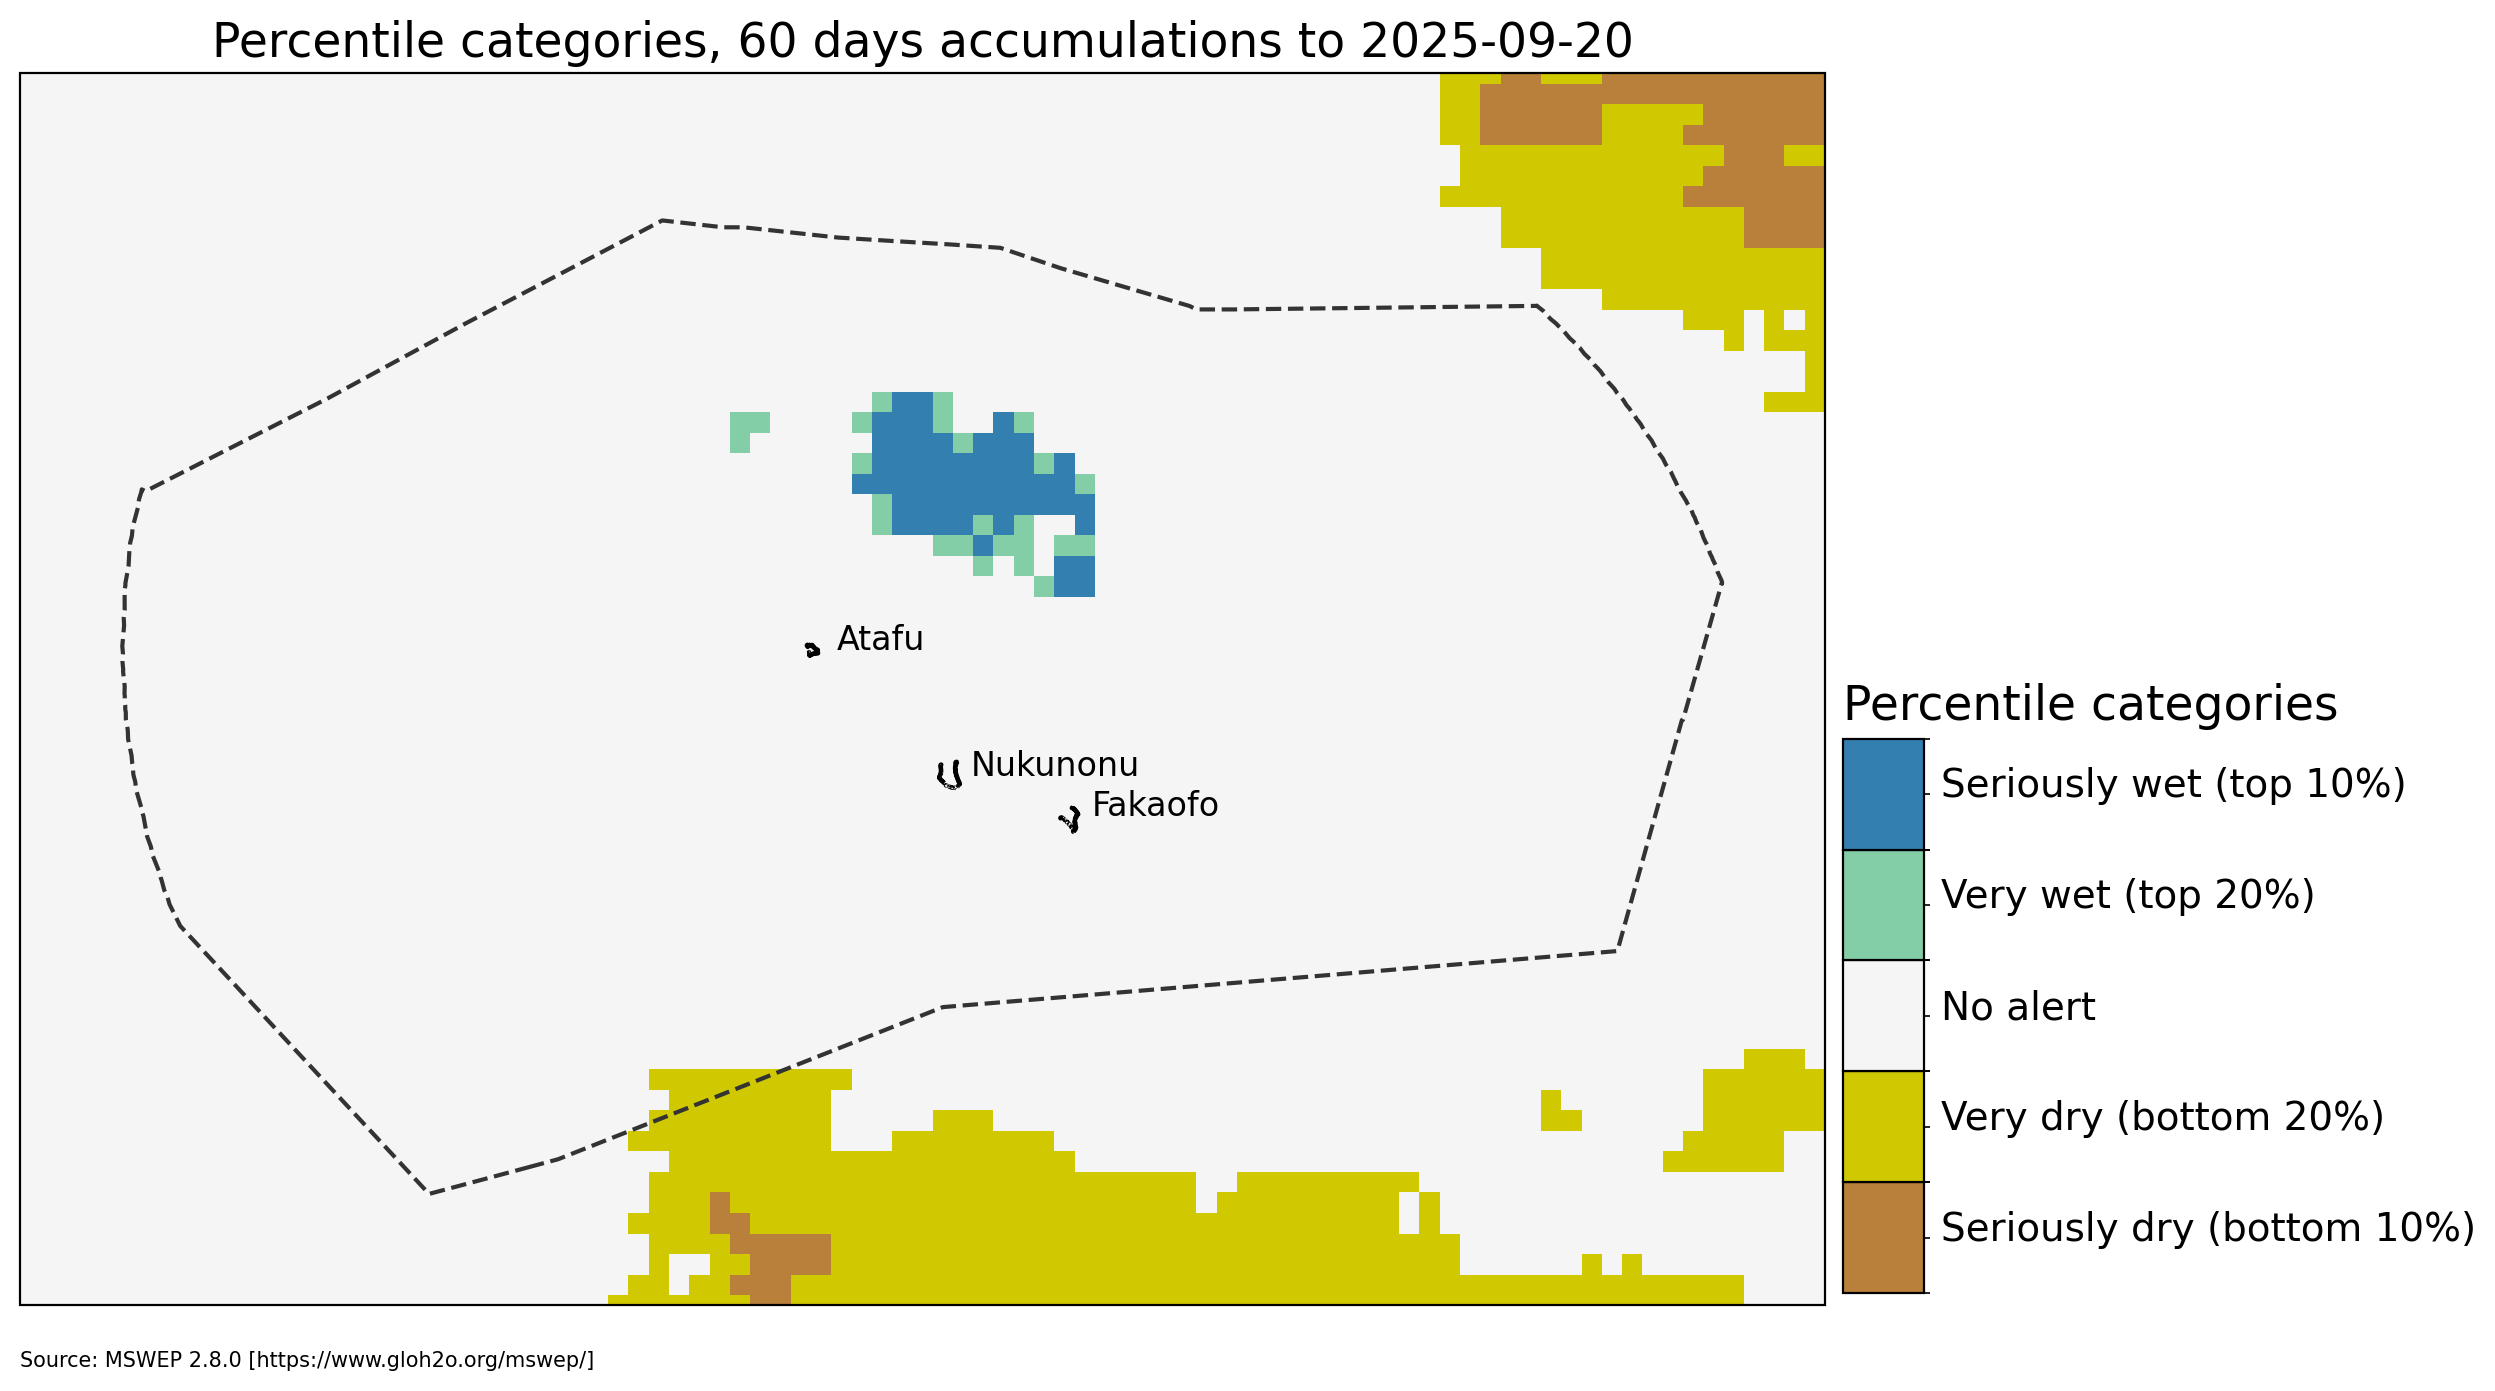 Percentile categories, 60 days accumulations to 2025-09-20
Atafu
Nukunonu
Fakaofo
Percentile categories
Seriously wet (top 10%)
Very wet (top 20%)
No alert
Very dry (bottom 20%)
Seriously dry (bottom 10%)
Source: MSWEP 2.8.0 [https://www.gloh2o.org/mswep/]